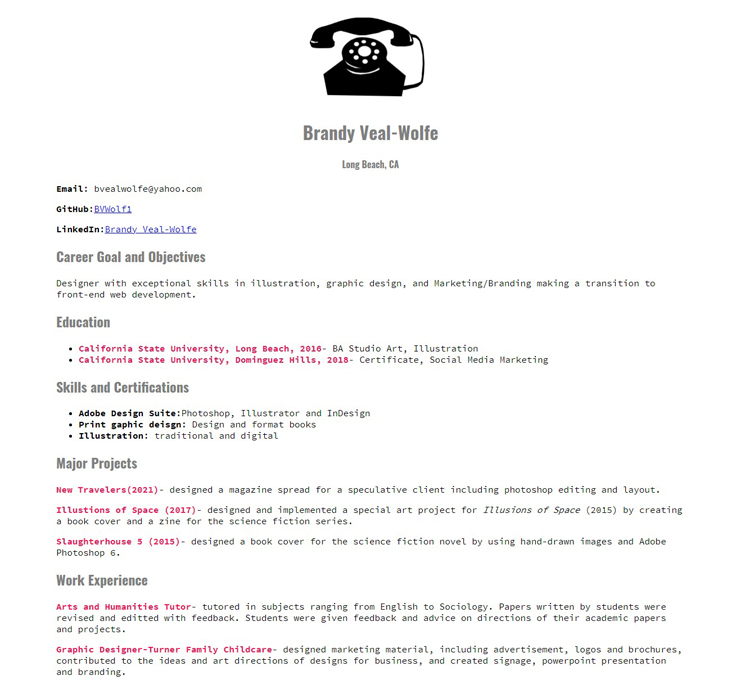 Brandy Veal-Wolfe
Long Beach, CA
Email: bvealwolfe@yahoo.com
GitHub:BVWolf1
LinkedIn:Brandy Veal-Wolfe
Career Goal and Objectives
Designer with exceptional skills in illustration, graphic design, and Marketing/Branding making a transition to
front-end web development.
Education
• California State University, Long Beach, 2016- BA Studio Art, Illustration
• California State University, Dominguez Hills, 2018- Certificate, Social Media Marketing
Skills and Certifications
• Adobe Design Suite:Photoshop, Illustrator and InDesign
• Print gaphic deisgn: Design and format books
• Illustration: traditional and digital
Major Projects
New Travelers(2021)- designed a magazine spread for a speculative client including photoshop editing and layout.
Illustions of Space (2017)- designed and implemented a special art project for Illusions of Space (2015) by creating
a book cover and a zine for the science fiction series.
Slaughterhouse 5 (2015)- designed a book cover for the science fiction novel by using hand-drawn images and Adobe
Photoshop 6.
Work Experience
Arts and Humanities Tutor- tutored in subjects ranging from English to Sociology. Papers written by students were
revised and editted with feedback. Students were given feedback and advice on directions of their academic papers
and projects.
Graphic Designer-Turner Family Childcare- designed marketing material, including advertisement, logos and brochures,
contributed to the ideas and art directions of designs for business, and created signage, powerpoint presentation
and branding.